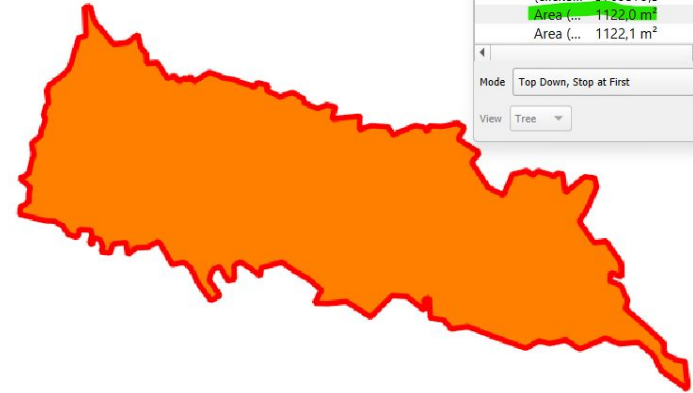 Area (... 1122,0 m²
Area (... 1122,1 m²
Mode Top Down, Stop at First
View Tree